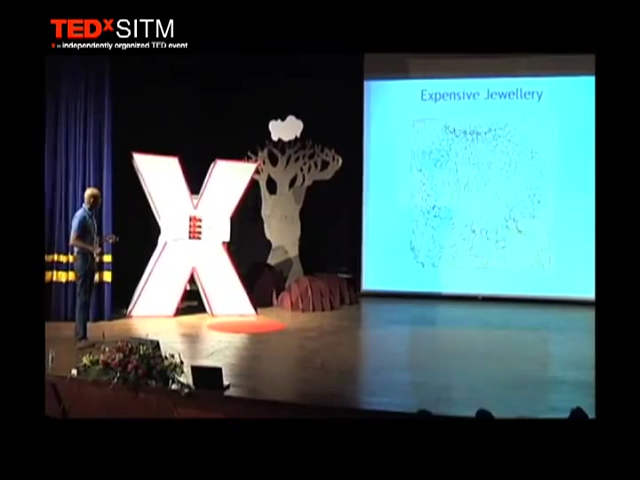 TEDxSITM
x = independently organized TED event
Expensive Jewellery
X